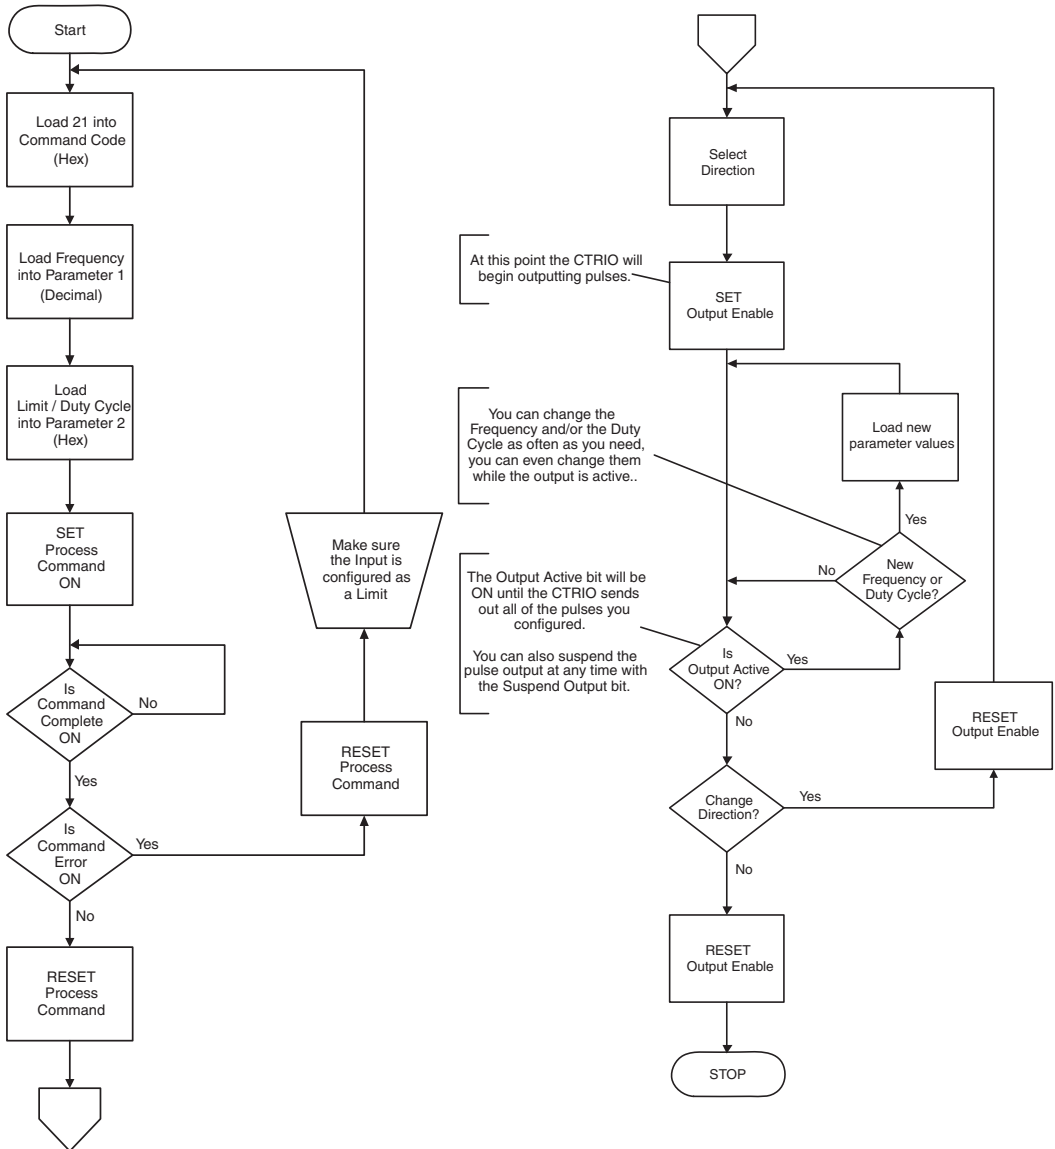 Start
Load 21 into
Command Code
(Hex)
Load Frequency
into Parameter 1
(Decimal)
Load
Limit / Duty Cycle
into Parameter 2
(Hex)
SET
Process
Command
ON
Is
Command
Complete
ON
No
Yes
Is
Command
Error
ON
Yes
No
RESET
Process
Command
Make sure
the Input is
configured as
a Limit
RESET
Process
Command
Select
Direction
At this point the CTRIO will
begin outputting pulses.
SET
Output Enable
You can change the
Frequency and/or the Duty
Cycle as often as you need,
you can even change them
while the output is active..
Load new
parameter values
Yes
New
Frequency or
Duty Cycle?
No
The Output Active bit will be
ON until the CTRIO sends
out all of the pulses you
configured.
You can also suspend the
pulse output at any time with
the Suspend Output bit.
Is
Output Active
ON?
Yes
No
RESET
Output Enable
Change
Direction?
Yes
No
RESET
Output Enable
STOP